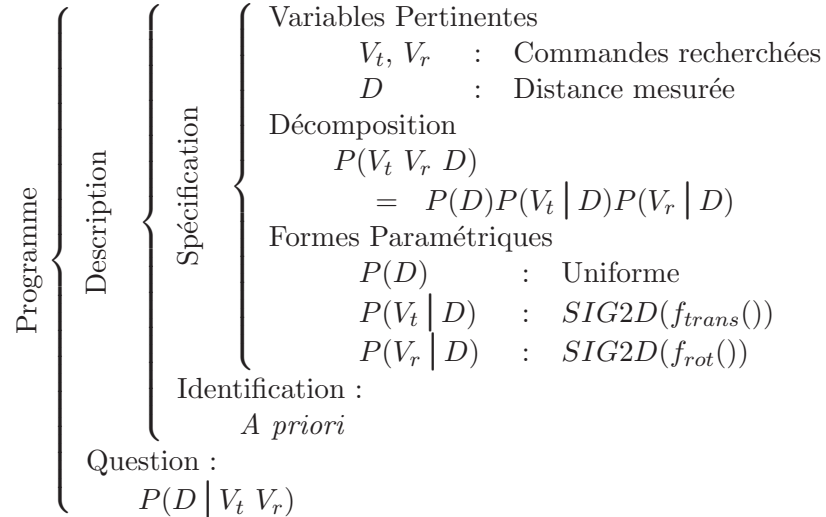 Programme
Description
Spécification
Variables Pertinentes
V_t, V_r : Commandes recherchées
D : Distance mesurée
Décomposition
P(V_t V_r D)
= P(D)P(V_t | D)P(V_r | D)
Formes Paramétriques
P(D) : Uniforme
P(V_t | D) : SIG2D(f_trans())
P(V_r | D) : SIG2D(f_rot())
Identification :
A priori
Question :
P(D | V_t V_r)